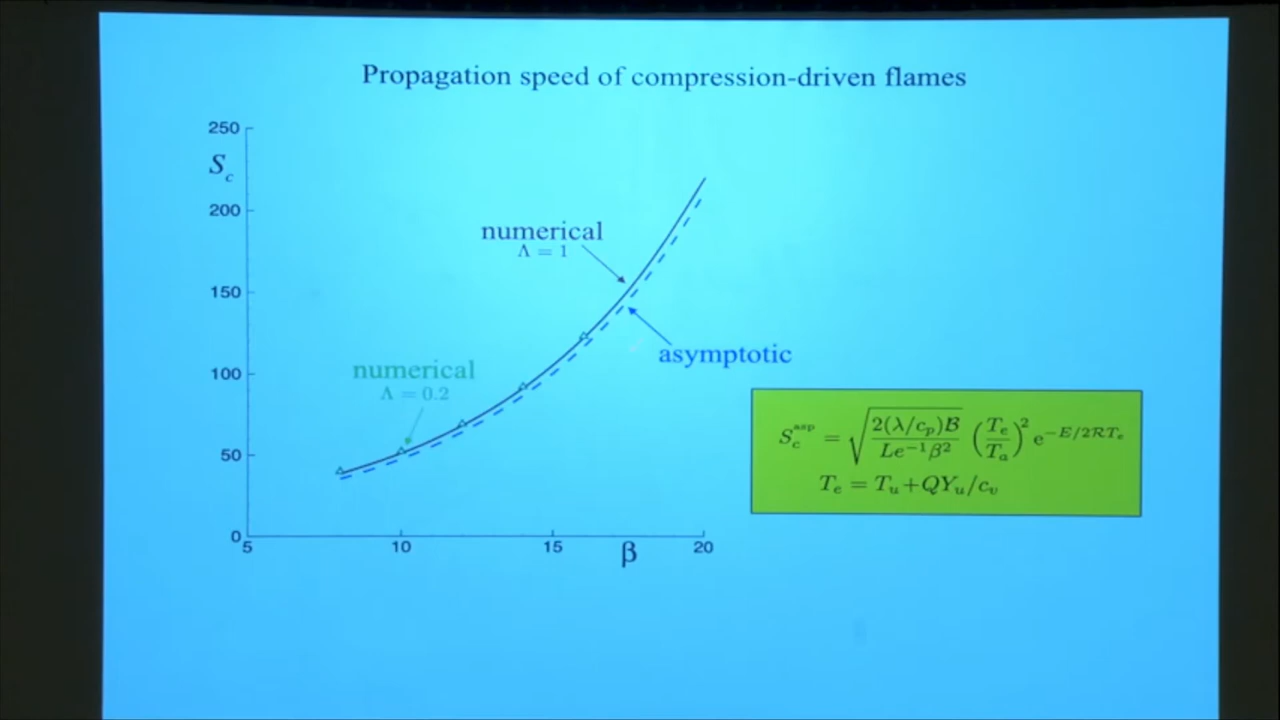 Propagation speed of compression-driven flames
250
S_c
200
150
100
50
0
5
10
15
20
β
numerical
Λ = 1
numerical
Λ = 0.2
asymptotic
S_c^{asp} = √(2(λ/c_p)ℬ / Le^{-1}β^2) (T_e/T_a)^2 e^{-E/2ℛT_e}
T_e = T_u+QY_u/c_v